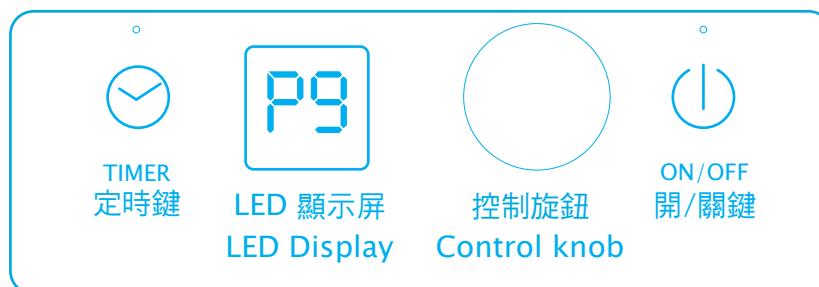 P9
TIMER
定時鍵
LED 顯示屏
LED Display
控制旋鈕
Control knob
ON/OFF
開/關鍵